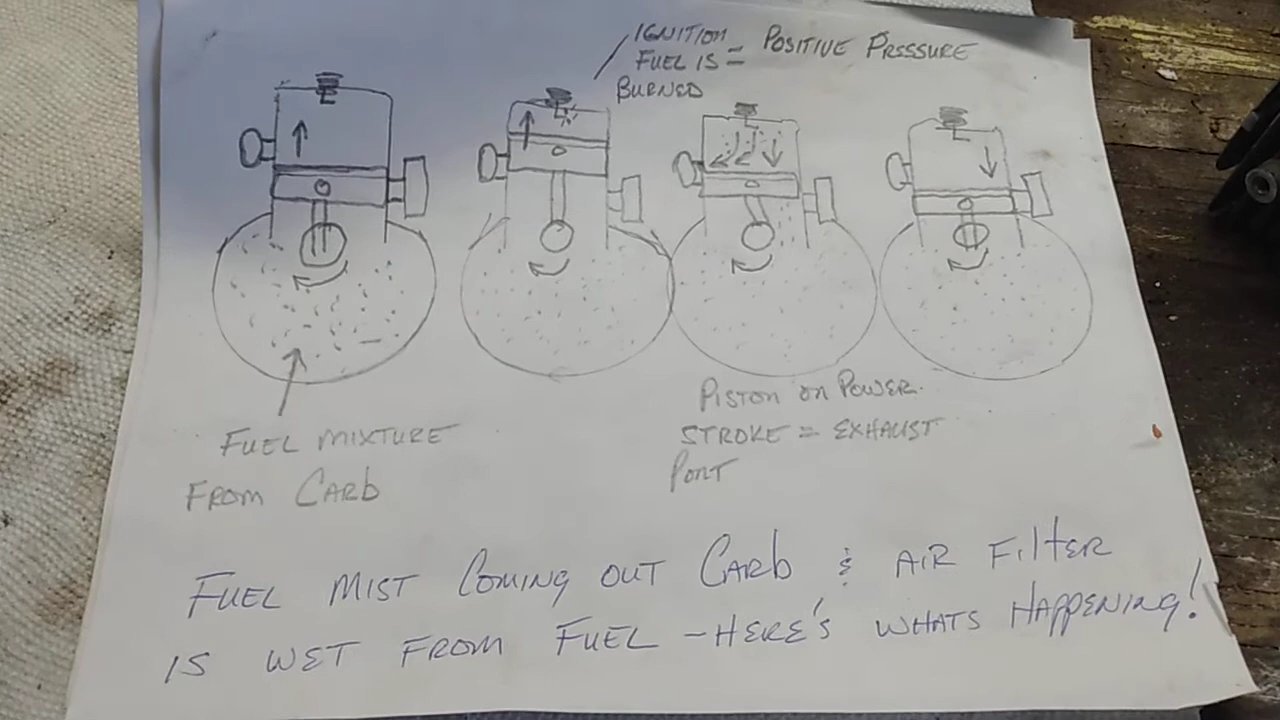 IGNITION
FUEL IS = POSITIVE PRESSURE
BURNED
FUEL MIXTURE
FROM CARB
PISTON ON POWER
STROKE = EXHAUST
PORT
FUEL MIST COMING OUT CARB & AIR FILTER
IS WET FROM FUEL - HERE'S WHATS HAPPENING!